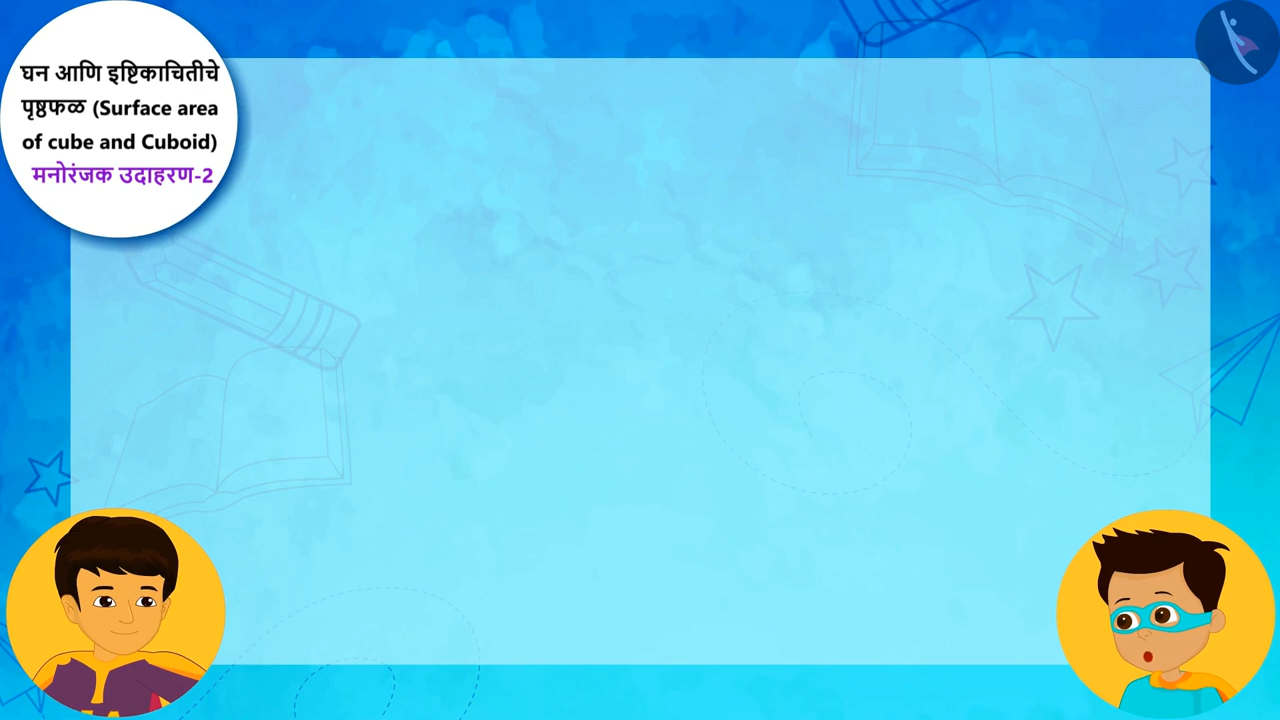 घन आणि इष्टिकाचितीचे
पृष्ठफळ (Surface area
of cube and Cuboid)
मनोरंजक उदाहरण-2